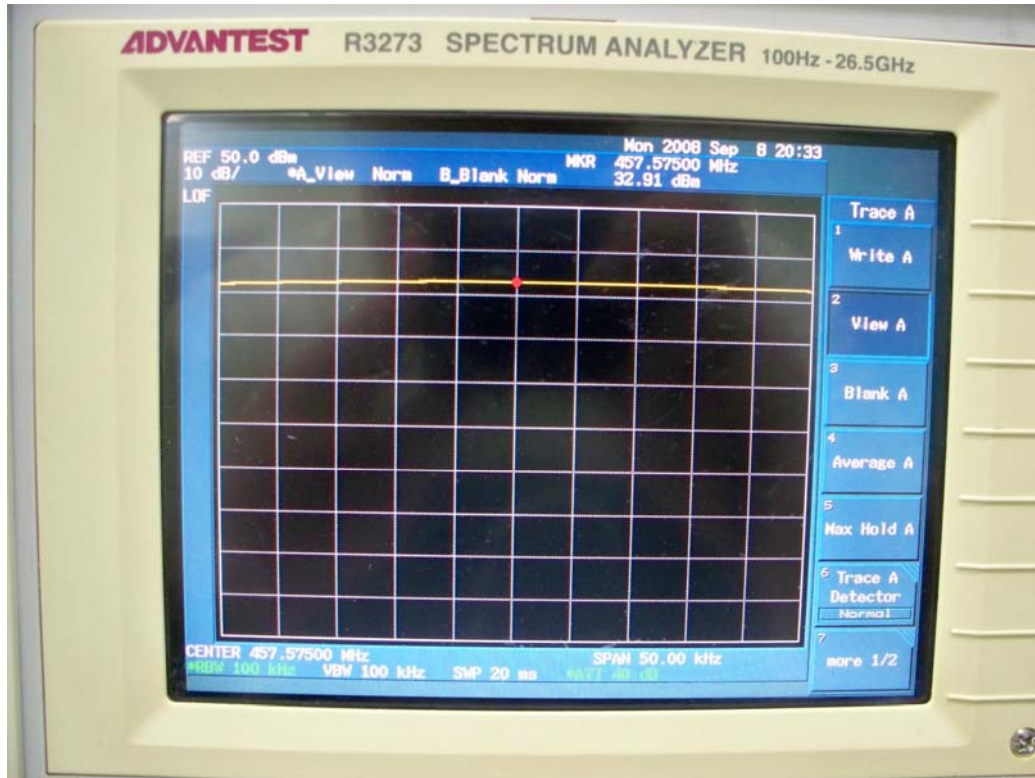 ADVANTEST R3273 SPECTRUM ANALYZER 100Hz - 26.5GHz
Mon 2008 Sep 8 20:33
REF 50.0 dBm MKR 457.57500 MHz
10 dB/ *A_View Norm B_Blank Norm 32.91 dBm
LOF
Trace A
1
Write A
2
View A
3
Blank A
4
Average A
5
Max Hold A
6 Trace A
Detector
Normal
7
more 1/2
CENTER 457.57500 MHz SPAN 50.00 kHz
*RBW 100 kHz VBW 100 kHz SWP 20 ms *ATT 40 dB